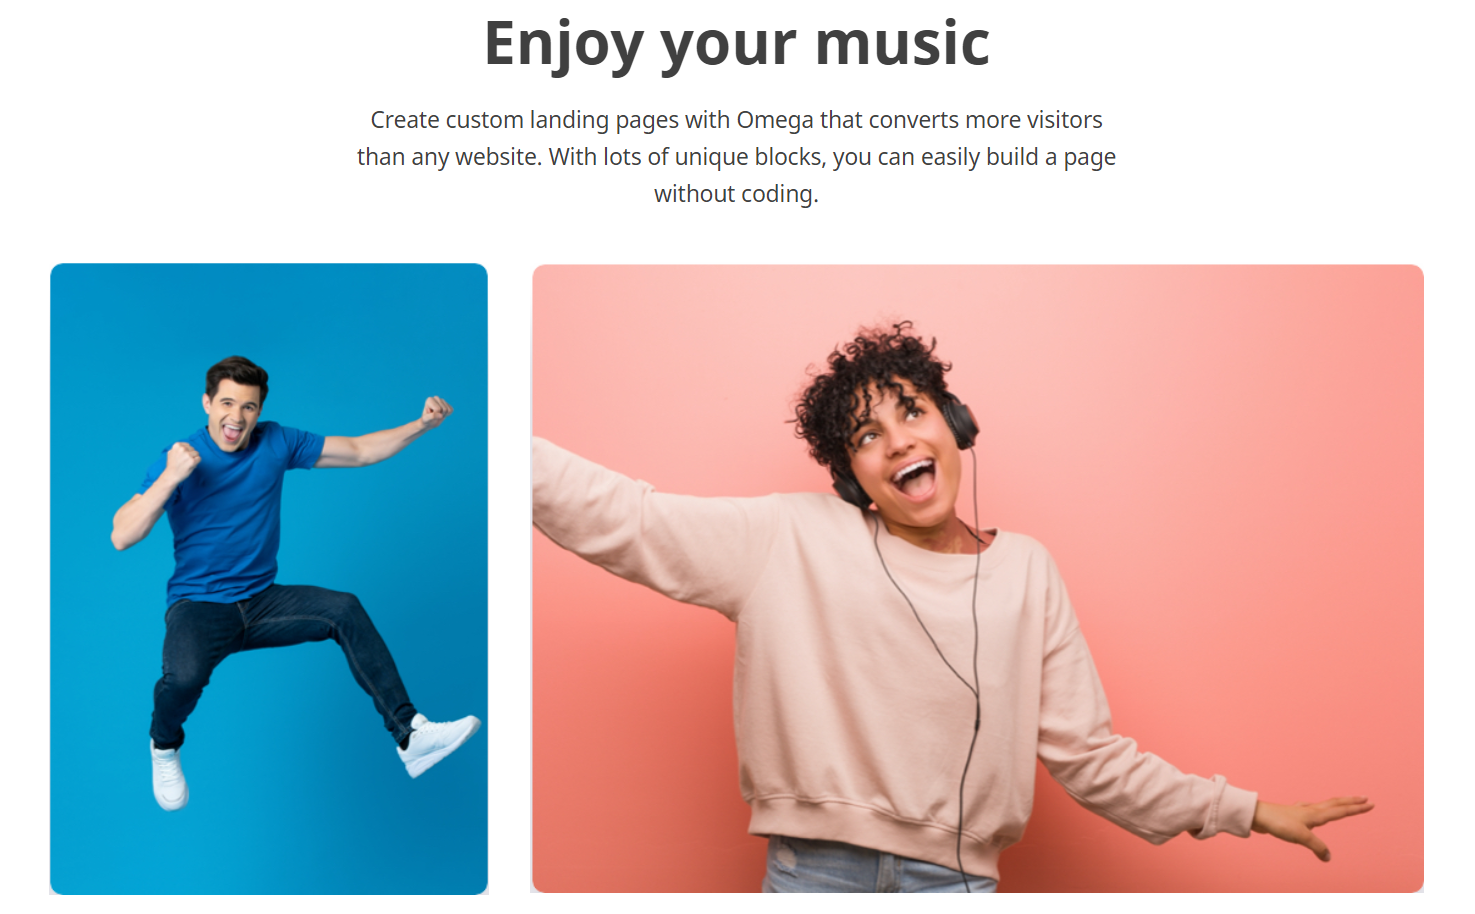 Enjoy your music
Create custom landing pages with Omega that converts more visitors
than any website. With lots of unique blocks, you can easily build a page
without coding.